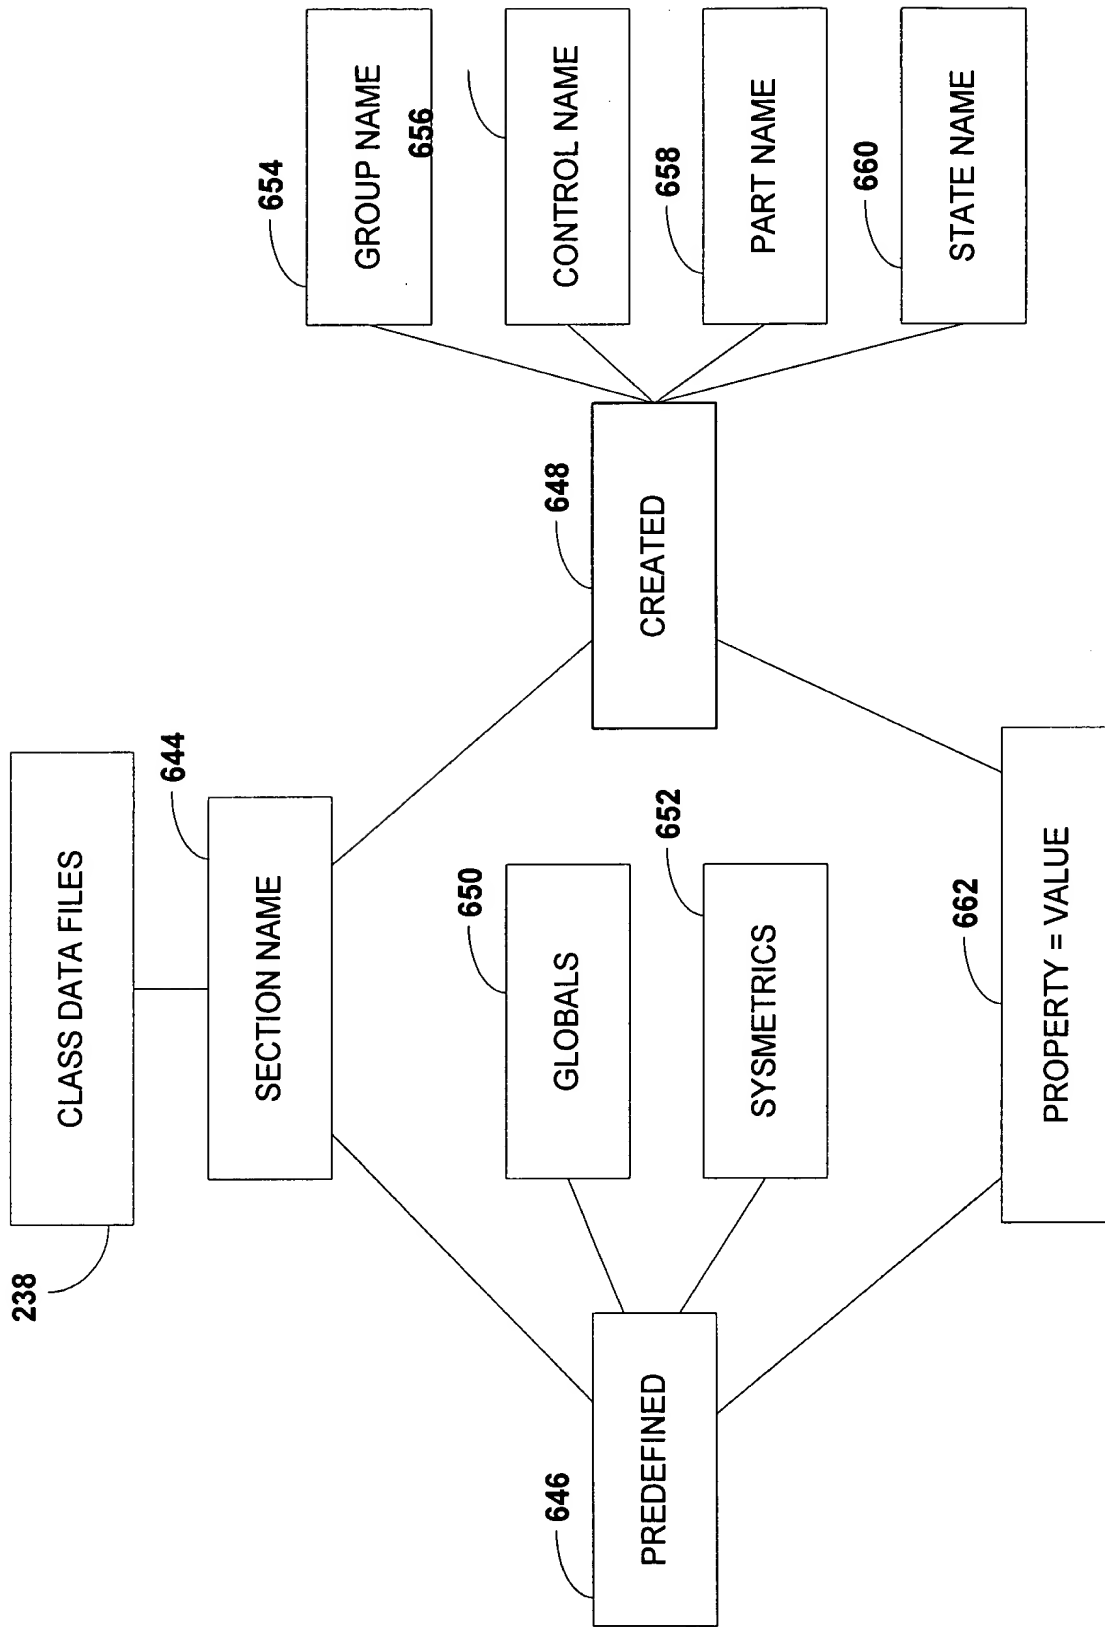 238
CLASS DATA FILES
644
SECTION NAME
646
PREDEFINED
650
GLOBALS
652
SYSMETRICS
648
CREATED
654
GROUP NAME
656
CONTROL NAME
658
PART NAME
660
STATE NAME
662
PROPERTY = VALUE